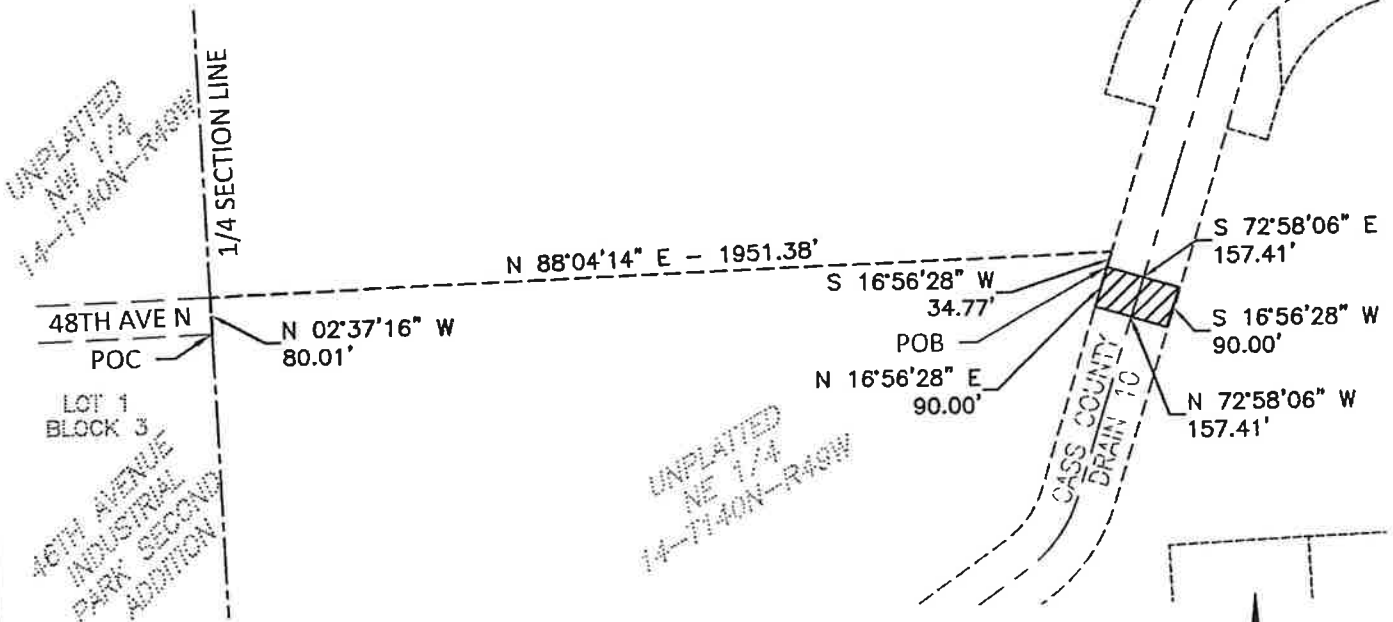 UNPLATTED
NW 1/4
14-T140N-R49W
1/4 SECTION LINE
N 88°04'14" E - 1951.38'
S 72°58'06" E
157.41'
S 16°56'28" W
34.77'
48TH AVE N
N 02°37'16" W
80.01'
POC
POB
S 16°56'28" W
90.00'
N 16°56'28" E
90.00'
N 72°58'06" W
157.41'
LOT 1
BLOCK 3
46TH AVENUE
INDUSTRIAL
PARK SECOND
ADDITION
UNPLATTED
NE 1/4
14-T140N-R49W
CASS COUNTY
DRAIN 10